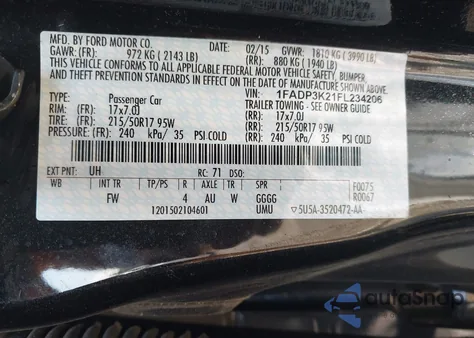 MFD. BY FORD MOTOR CO.
DATE: 02/15 GVWR: 1810 KG ( 3990 LB)
GAWR: (FR) 972 KG ( 2143 LB) (RR) 880 KG ( 1940 LB)
THIS VEHICLE CONFORMS TO ALL APPLICABLE FEDERAL MOTOR VEHICLE SAFETY, BUMPER,
AND THEFT PREVENTION STANDARDS IN EFFECT ON THE DATE OF MANUFACTURE SHOWN ABOVE.
VIN: 1FADP3K21FL234206
TYPE: Passenger Car TRAILER TOWING - SEE OWNER GUIDE
RIM: (FR) 17x7.0J (RR) 17x7.0J
TIRES: (FR) 215/50R17 95W (RR) 215/50R17 95W
PRESSURE: (FR) 240 kPa/ 35 PSI COLD (RR) 240 kPa/ 35 PSI COLD
EXT PNT: UH RC: 71 DSO: F0075
WB INT TR TP/PS R AXLE TR SPR R0067
FW 4 AU W GGGG
1201502104601 UMU ▽5U5A-3520472-AA
autoSnap